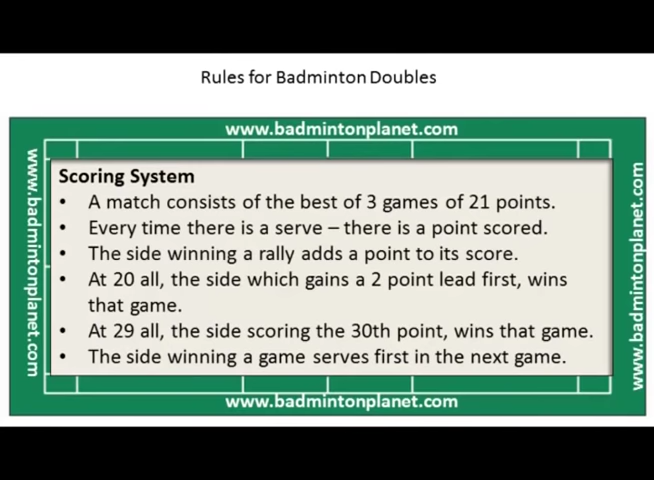 Rules for Badminton Doubles
www.badmintonplanet.com
www.badmintonplanet.com
Scoring System
• A match consists of the best of 3 games of 21 points.
• Every time there is a serve – there is a point scored.
• The side winning a rally adds a point to its score.
• At 20 all, the side which gains a 2 point lead first, wins
that game.
• At 29 all, the side scoring the 30th point, wins that game.
• The side winning a game serves first in the next game.
www.badmintonplanet.com
www.badmintonplanet.com